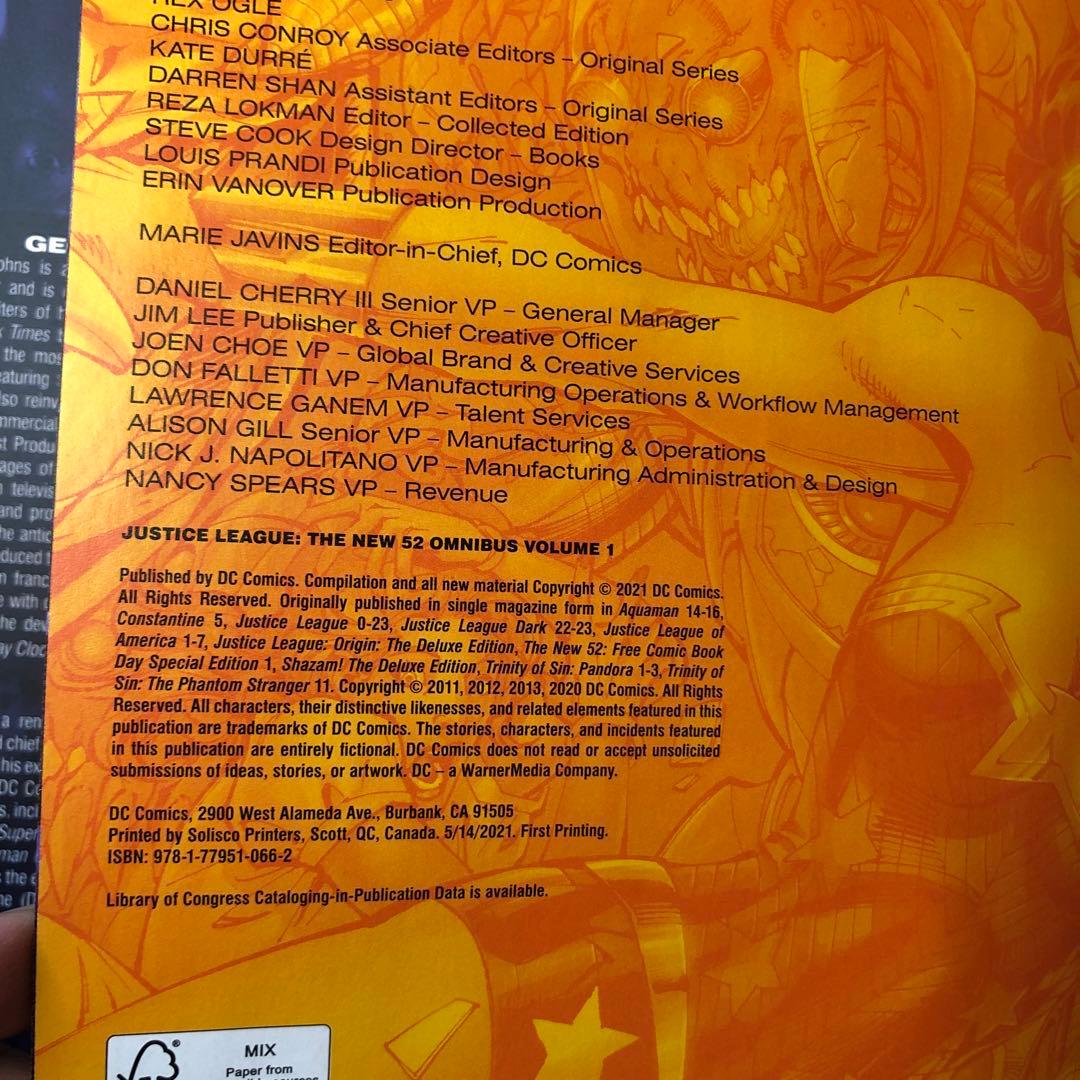 REX OGLE
CHRIS CONROY Associate Editors – Original Series
KATE DURRÉ
DARREN SHAN Assistant Editors – Original Series
REZA LOKMAN Editor – Collected Edition
STEVE COOK Design Director – Books
LOUIS PRANDI Publication Design
ERIN VANOVER Publication Production
MARIE JAVINS Editor-in-Chief, DC Comics
DANIEL CHERRY III Senior VP – General Manager
JIM LEE Publisher & Chief Creative Officer
JOEN CHOE VP – Global Brand & Creative Services
DON FALLETTI VP – Manufacturing Operations & Workflow Management
LAWRENCE GANEM VP – Talent Services
ALISON GILL Senior VP – Manufacturing & Operations
NICK J. NAPOLITANO VP – Manufacturing Administration & Design
NANCY SPEARS VP – Revenue
JUSTICE LEAGUE: THE NEW 52 OMNIBUS VOLUME 1
Published by DC Comics. Compilation and all new material Copyright © 2021 DC Comics.
All Rights Reserved. Originally published in single magazine form in Aquaman 14-16,
Constantine 5, Justice League 0-23, Justice League Dark 22-23, Justice League of
America 1-7, Justice League: Origin: The Deluxe Edition, The New 52: Free Comic Book
Day Special Edition 1, Shazam! The Deluxe Edition, Trinity of Sin: Pandora 1-3, Trinity of
Sin: The Phantom Stranger 11. Copyright © 2011, 2012, 2013, 2020 DC Comics. All Rights
Reserved. All characters, their distinctive likenesses, and related elements featured in this
publication are trademarks of DC Comics. The stories, characters, and incidents featured
in this publication are entirely fictional. DC Comics does not read or accept unsolicited
submissions of ideas, stories, or artwork. DC – a WarnerMedia Company.
DC Comics, 2900 West Alameda Ave., Burbank, CA 91505
Printed by Solisco Printers, Scott, QC, Canada. 5/14/2021. First Printing.
ISBN: 978-1-77951-066-2
Library of Congress Cataloging-in-Publication Data is available.
MIX
Paper from